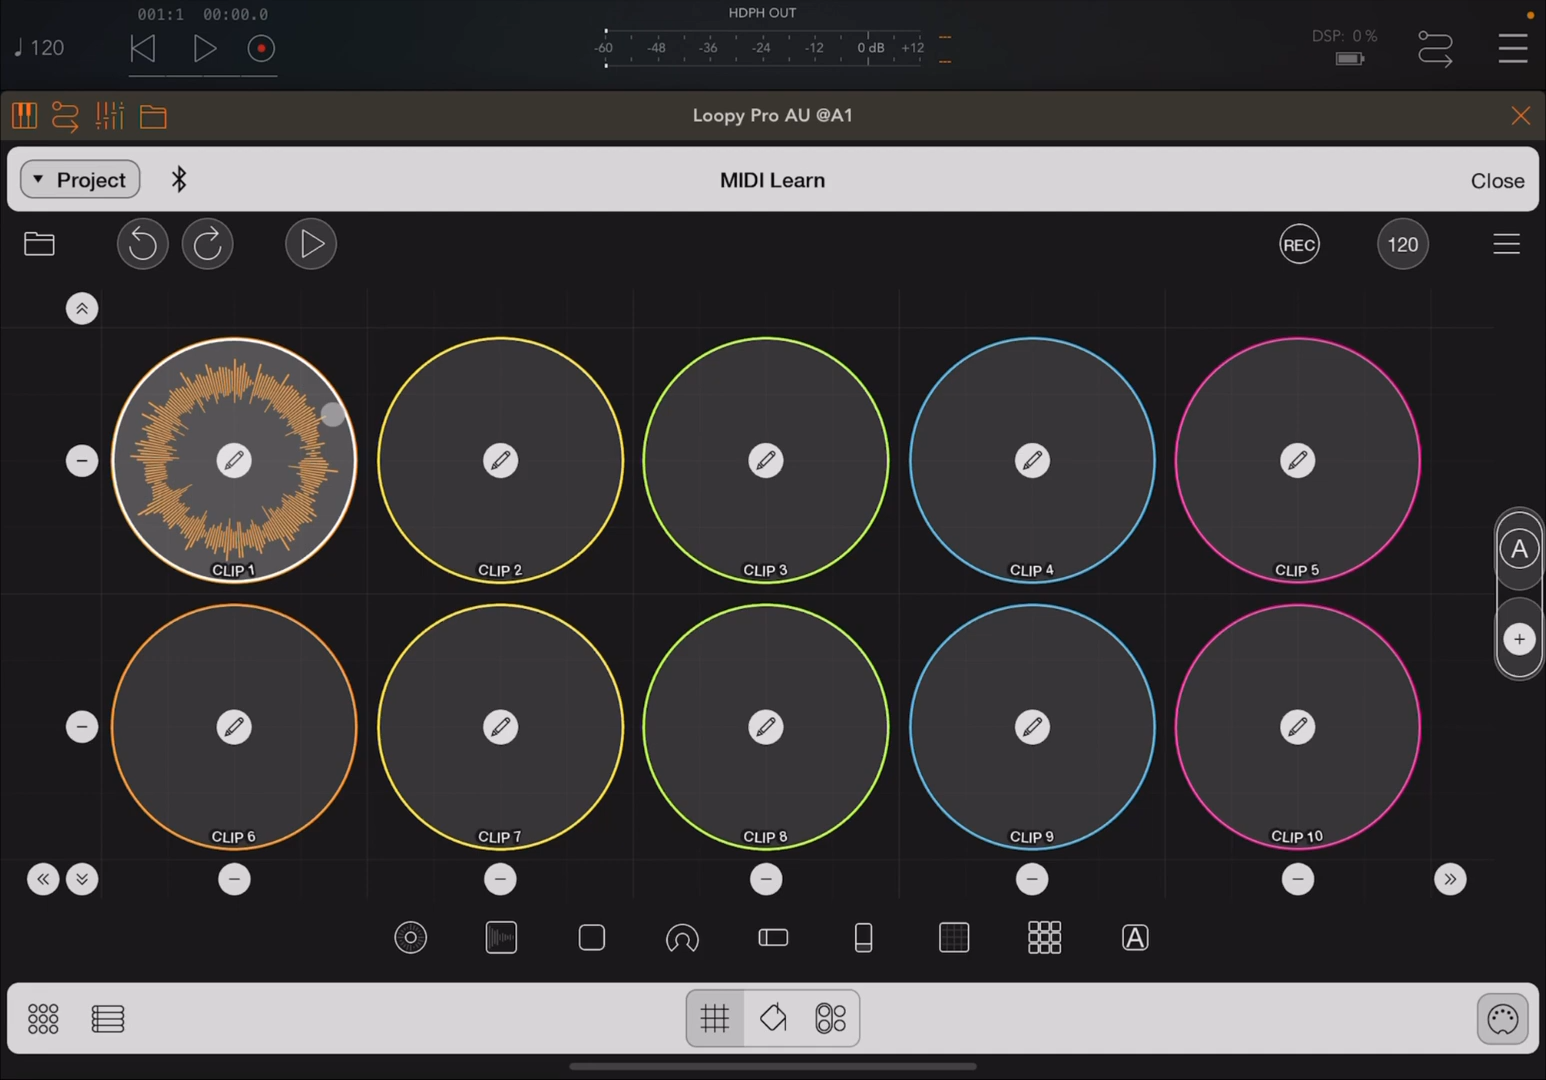 001:1 00:00.0
HDPH OUT
120
-60 -48 -36 -24 -12 0 dB +12
DSP: 0 %
Loopy Pro AU @A1
Project
MIDI Learn
Close
REC
120
CLIP 1
CLIP 2
CLIP 3
CLIP 4
CLIP 5
A
CLIP 6
CLIP 7
CLIP 8
CLIP 9
CLIP 10
A